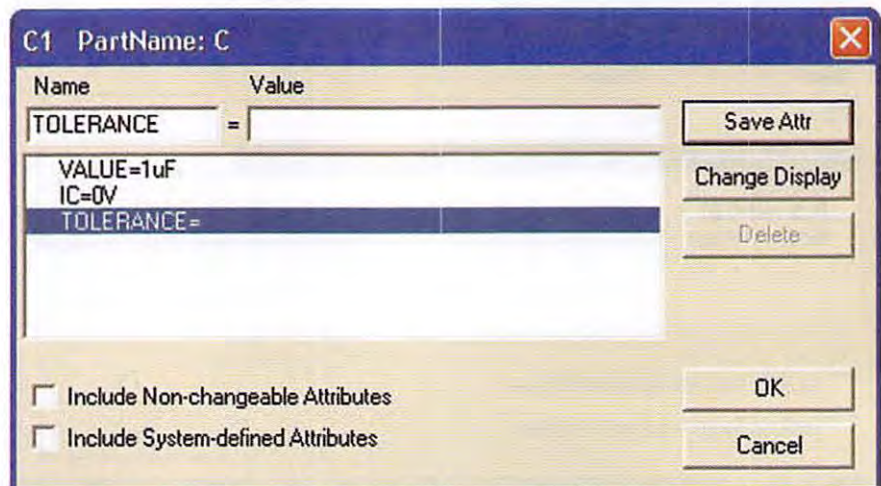 C1 PartName: C
Name Value
TOLERANCE =
Save Attr
VALUE=1uF
IC=0V
TOLERANCE=
Change Display
Delete
Include Non-changeable Attributes
Include System-defined Attributes
OK
Cancel